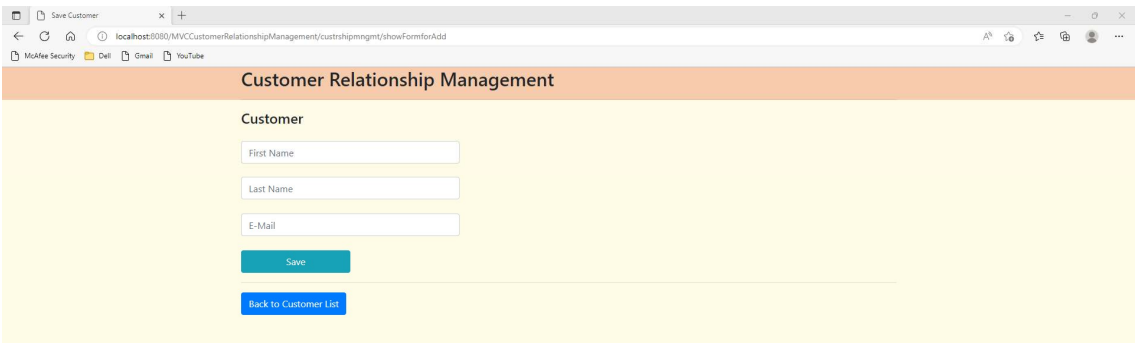 Save Customer
localhost:8080/MVCCustomerRelationshipManagement/custrshipmngmt/showFormforAdd
McAfee Security Dell Gmail YouTube
Customer Relationship Management
Customer
First Name
Last Name
E-Mail
Save
Back to Customer List